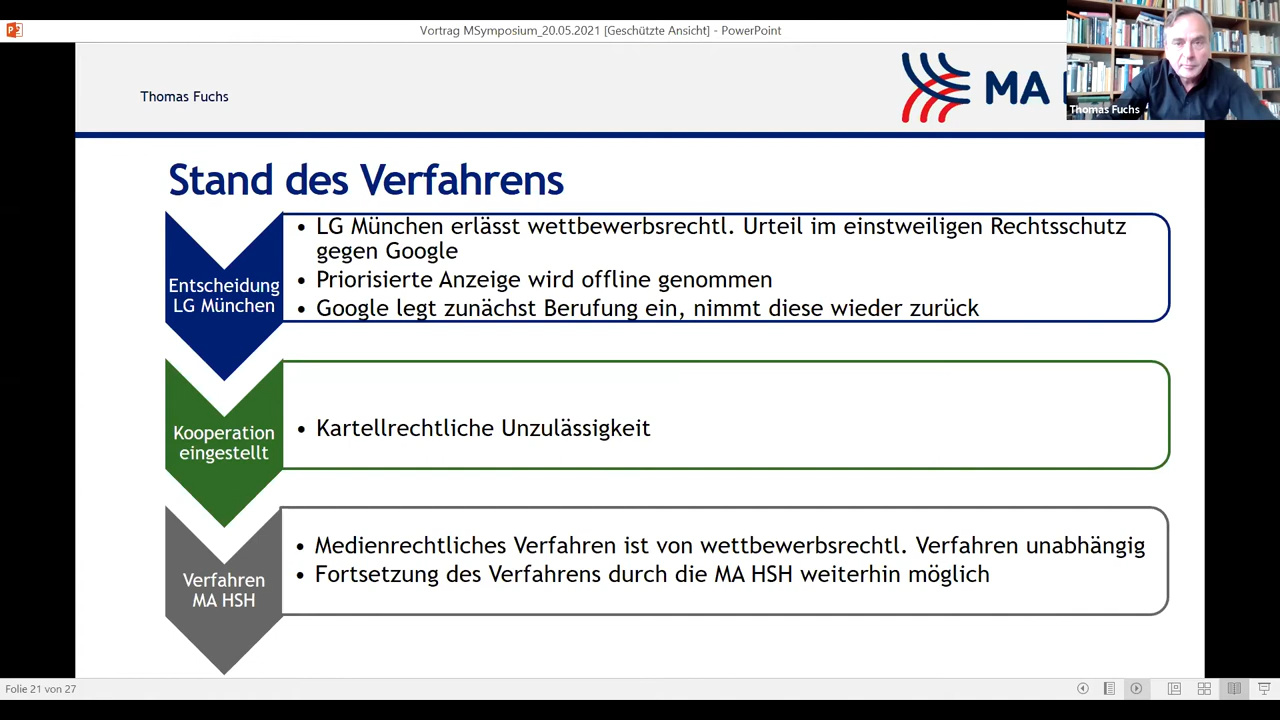 Vortrag MSymposium_20.05.2021 [Geschützte Ansicht] - PowerPoint
Thomas Fuchs
MA
Thomas Fuchs
Stand des Verfahrens
Entscheidung
LG München
• LG München erlässt wettbewerbsrechtl. Urteil im einstweiligen Rechtsschutz
gegen Google
• Priorisierte Anzeige wird offline genommen
• Google legt zunächst Berufung ein, nimmt diese wieder zurück
Kooperation
eingestellt
• Kartellrechtliche Unzulässigkeit
Verfahren
MA HSH
• Medienrechtliches Verfahren ist von wettbewerbsrechtl. Verfahren unabhängig
• Fortsetzung des Verfahrens durch die MA HSH weiterhin möglich
Folie 21 von 27